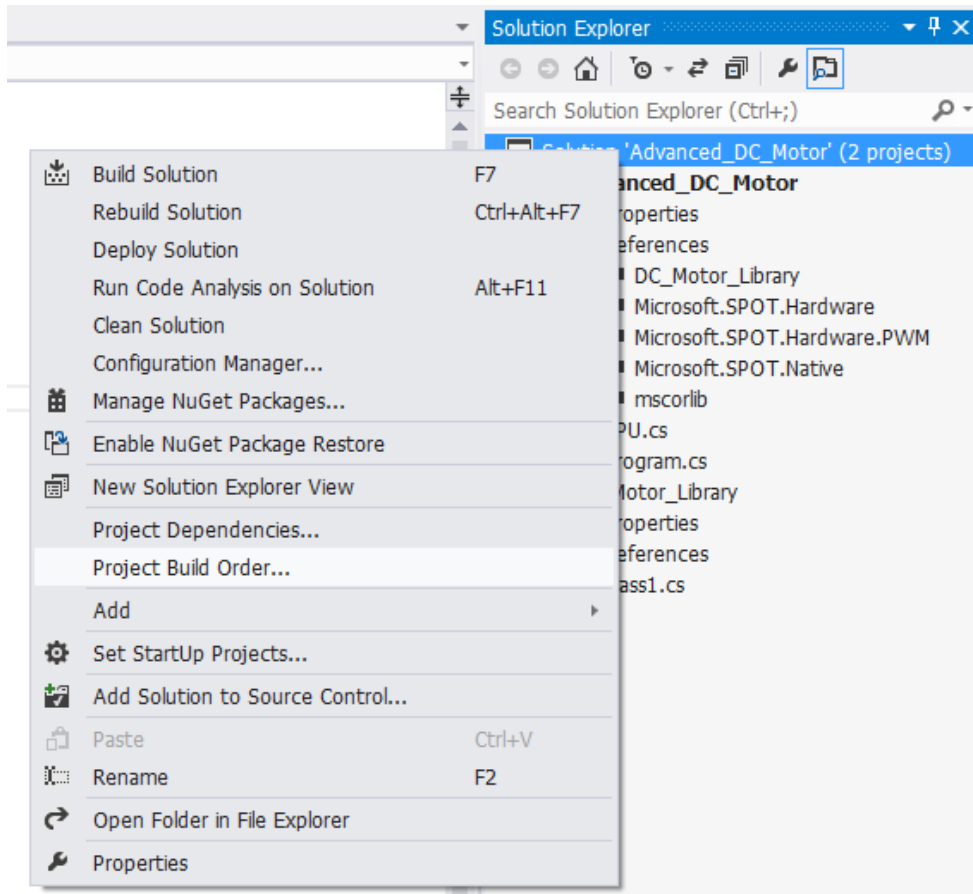 Solution Explorer
Search Solution Explorer (Ctrl+;)
Solution 'Advanced_DC_Motor' (2 projects)
anced_DC_Motor
roperties
eferences
DC_Motor_Library
Microsoft.SPOT.Hardware
Microsoft.SPOT.Hardware.PWM
Microsoft.SPOT.Native
mscorlib
PU.cs
rogram.cs
Motor_Library
roperties
eferences
ass1.cs
Build Solution F7
Rebuild Solution Ctrl+Alt+F7
Deploy Solution
Run Code Analysis on Solution Alt+F11
Clean Solution
Configuration Manager...
Manage NuGet Packages...
Enable NuGet Package Restore
New Solution Explorer View
Project Dependencies...
Project Build Order...
Add
Set StartUp Projects...
Add Solution to Source Control...
Paste Ctrl+V
Rename F2
Open Folder in File Explorer
Properties